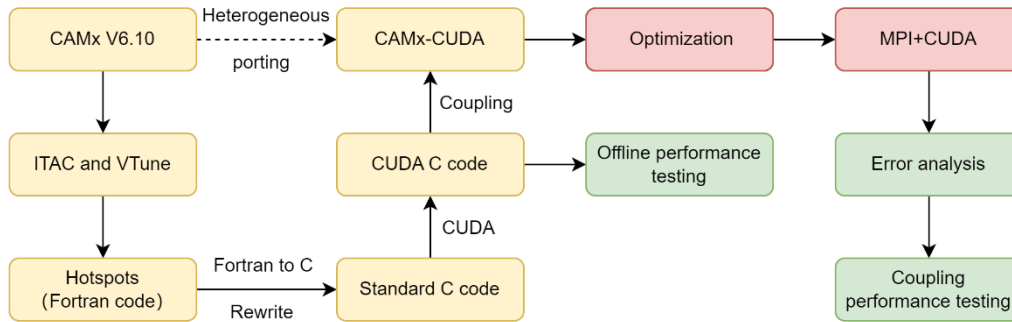 CAMx V6.10
Heterogeneous
porting
CAMx-CUDA
Optimization
MPI+CUDA
Coupling
ITAC and VTune
CUDA C code
Offline performance
testing
Error analysis
CUDA
Hotspots
(Fortran code)
Fortran to C
Rewrite
Standard C code
Coupling
performance testing